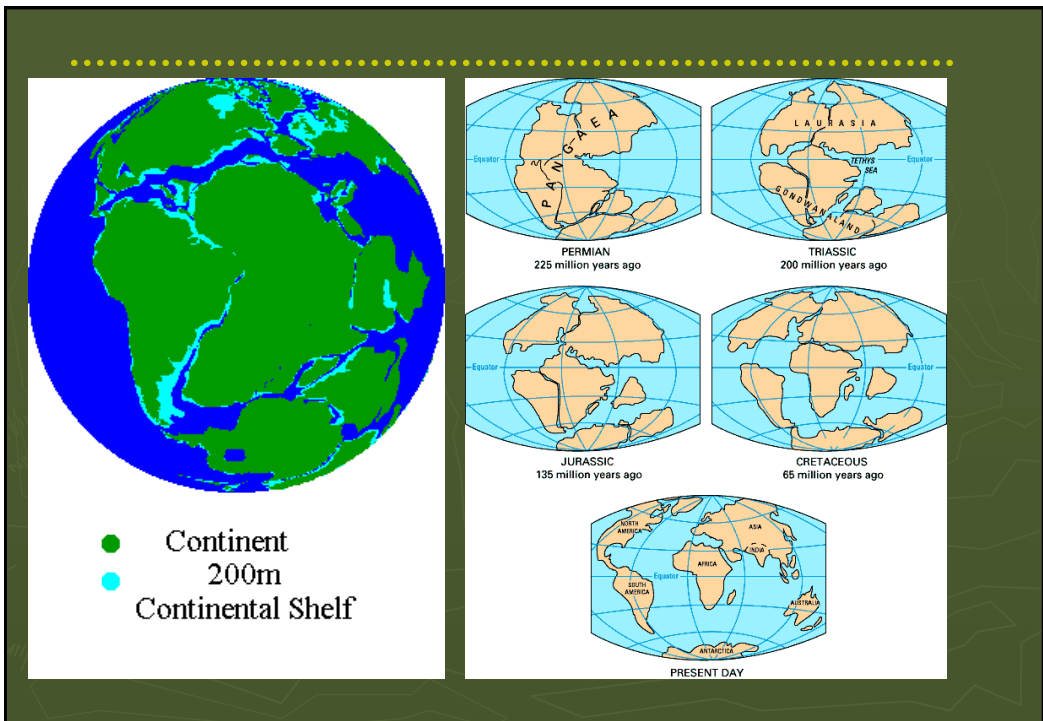 Continent
200m
Continental Shelf
PANGAEA
Equator
PERMIAN
225 million years ago
LAURASIA
TETHYS
SEA
Equator
GONDWANALAND
TRIASSIC
200 million years ago
Equator
JURASSIC
135 million years ago
Equator
CRETACEOUS
65 million years ago
NORTH
AMERICA
ASIA
INDIA
AFRICA
Equator
SOUTH
AMERICA
AUSTRALIA
ANTARCTICA
PRESENT DAY